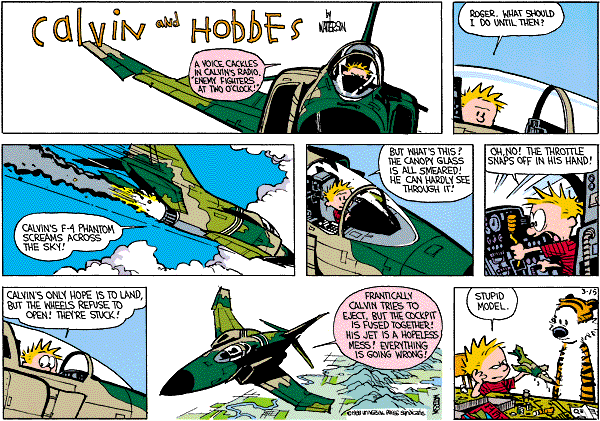 Calvin and HOBBES
by
WATTERSON
A VOICE CACKLES
IN CALVIN'S RADIO.
"ENEMY FIGHTERS
AT TWO O'CLOCK!"
ROGER. WHAT SHOULD
I DO UNTIL THEN?
CALVIN'S F-4 PHANTOM
SCREAMS ACROSS
THE SKY!
BUT WHAT'S THIS?
THE CANOPY GLASS
IS ALL SMEARED!
HE CAN HARDLY SEE
THROUGH IT!
OH, NO! THE THROTTLE
SNAPS OFF IN HIS HAND!
CALVIN'S ONLY HOPE IS TO LAND,
BUT THE WHEELS REFUSE TO
OPEN! THEY'RE STUCK!
FRANTICALLY
CALVIN TRIES TO
EJECT, BUT THE COCKPIT
IS FUSED TOGETHER!
HIS JET IS A HOPELESS
MESS! EVERYTHING
IS GOING WRONG!
UNIVERSAL PRESS SYNDICATE
WATTERSON
3-15
STUPID
MODEL.